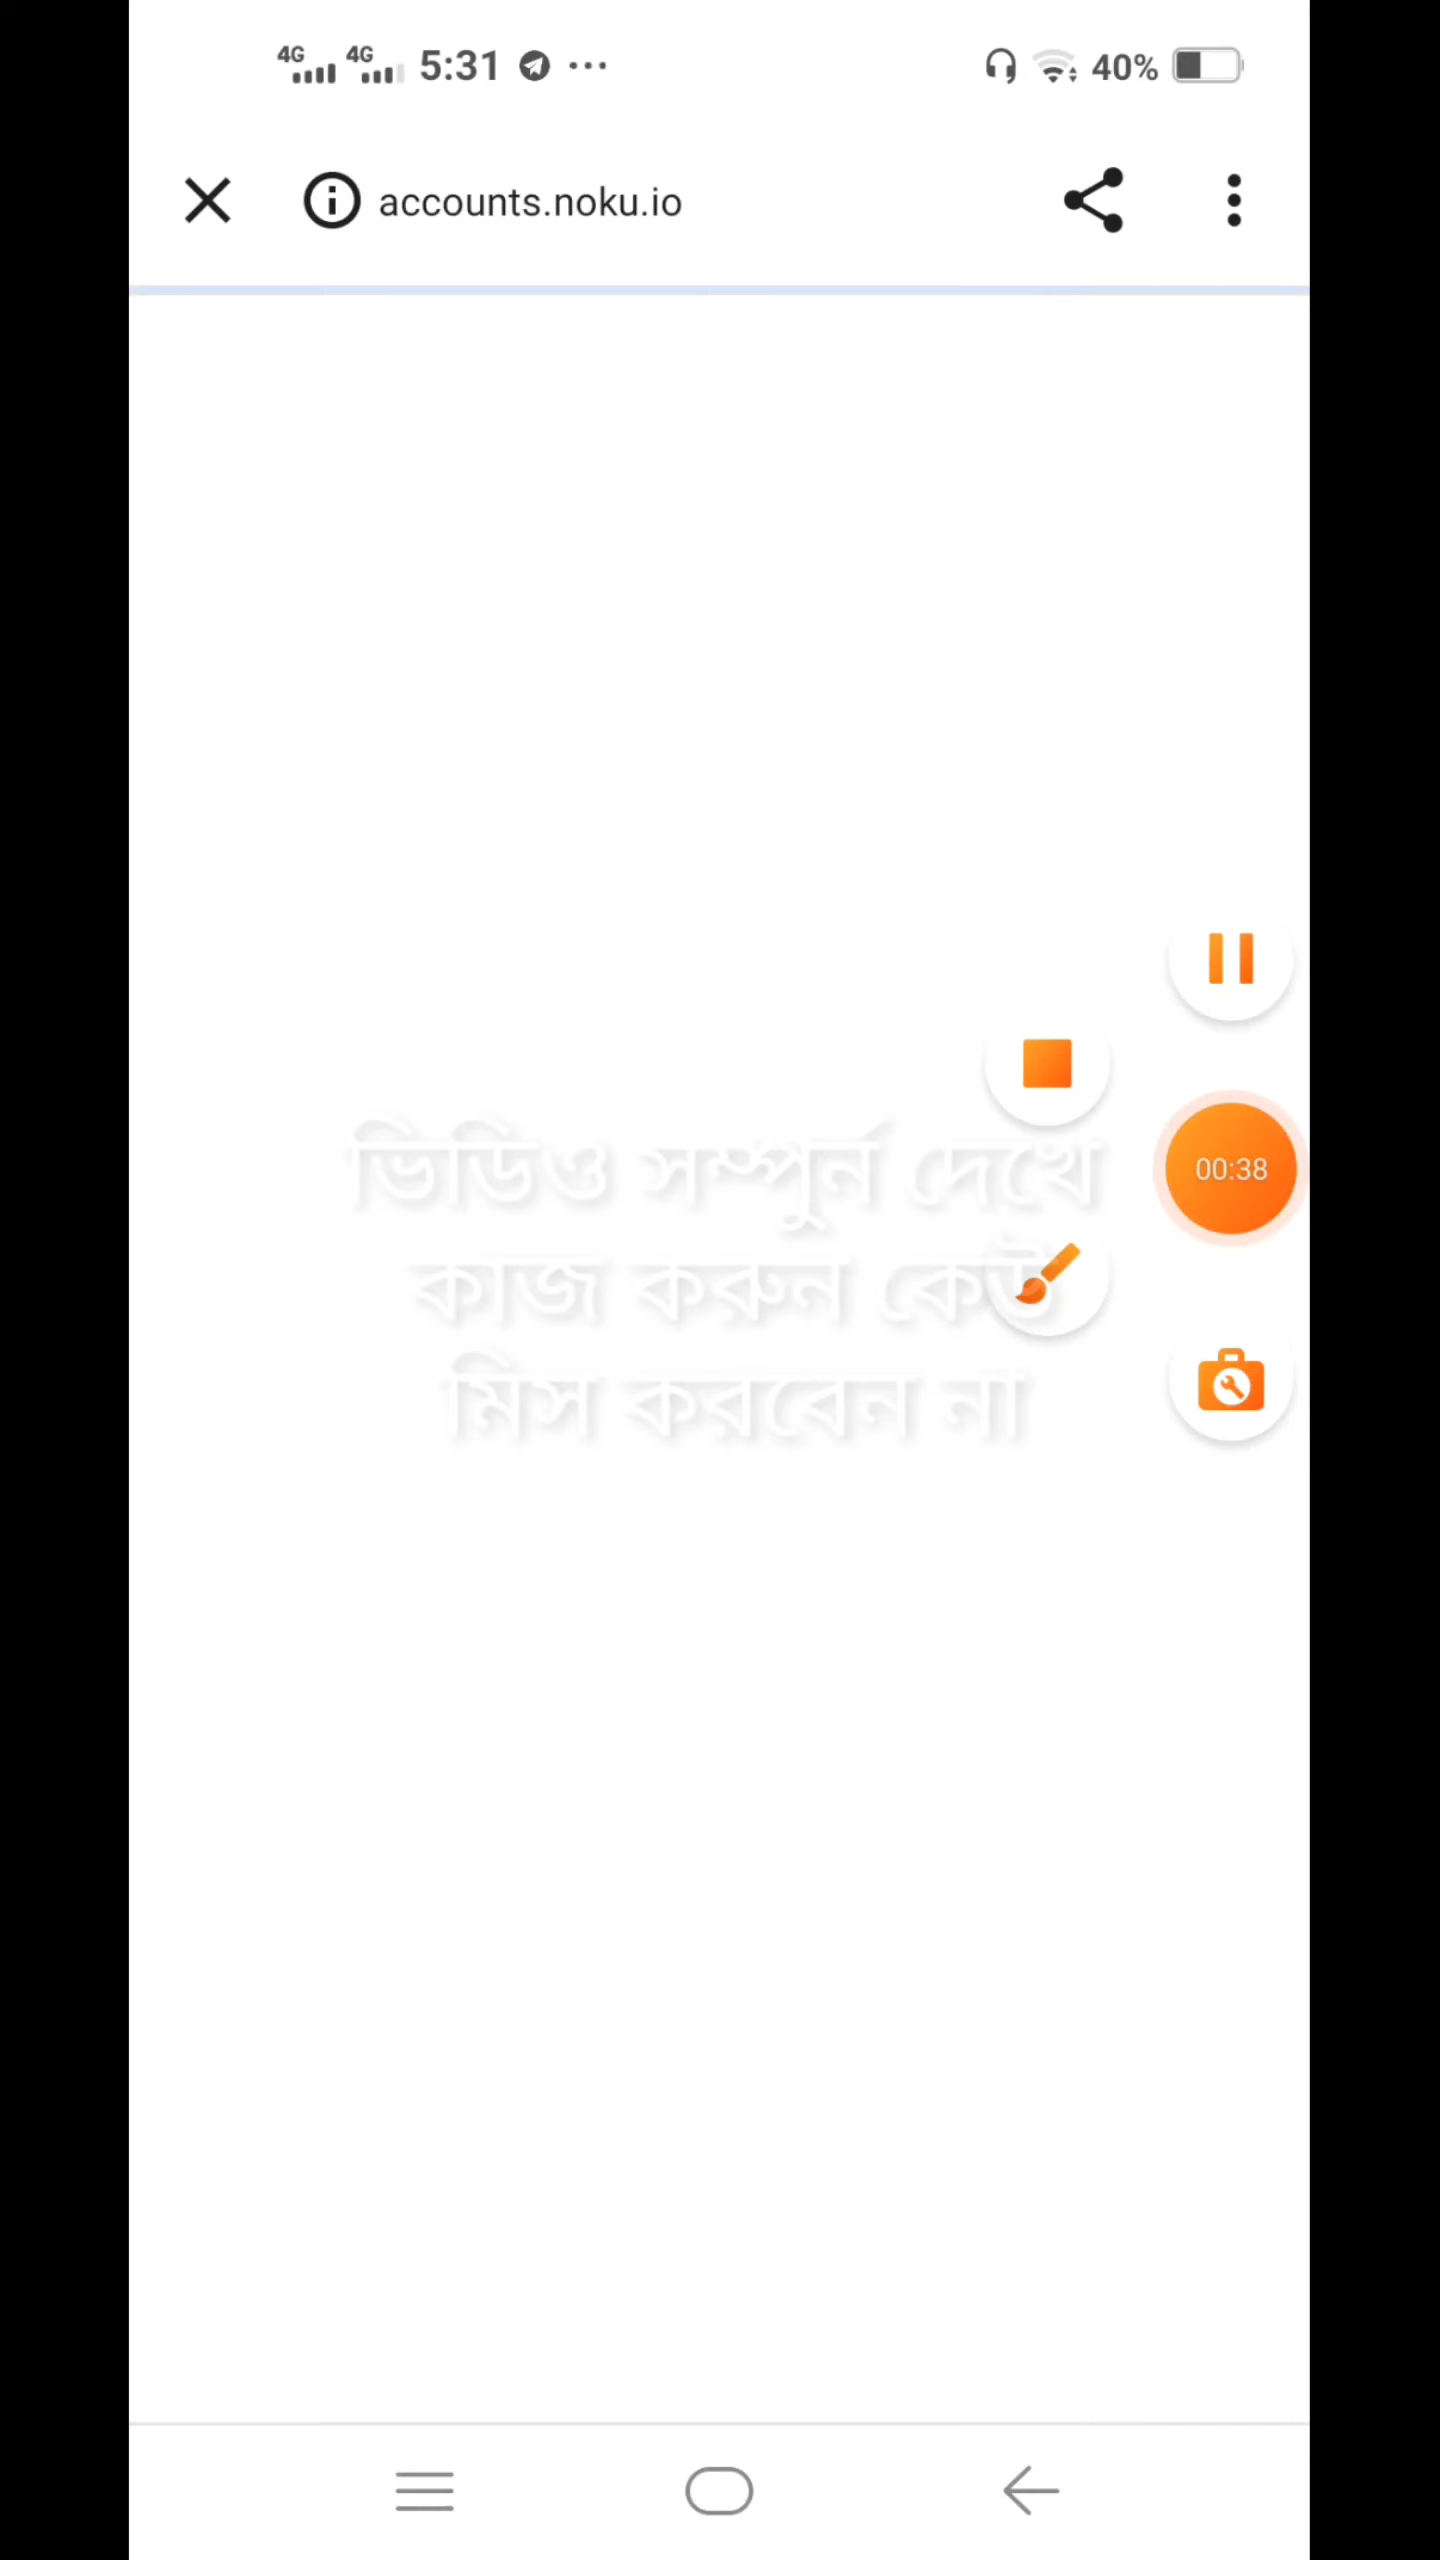 4G 4G 5:31 ... 40%
accounts.noku.io
00:38
ভিডিও সম্পুর্ন দেখে
কাজ করুন কেউ
মিস করবেন না